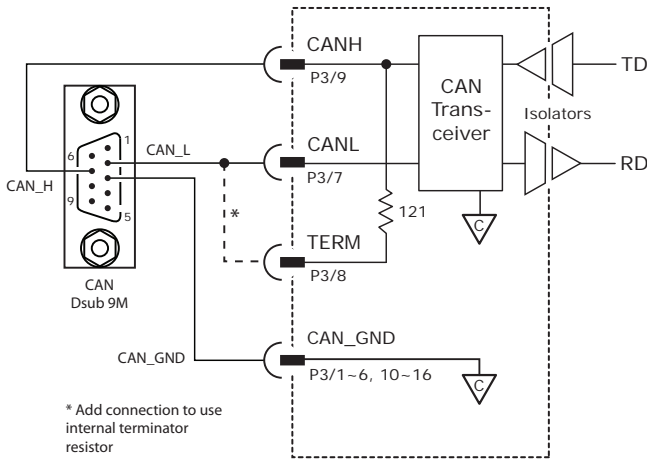 CANH
P3/9
CAN
Trans-
ceiver
TD
Isolators
1
6
CAN_L
CANL
P3/7
RD
CAN_H
9
5
*
121
C
TERM
P3/8
CAN
Dsub 9M
CAN_GND
CAN_GND
P3/1~6, 10~16
C
* Add connection to use
internal terminator
resistor